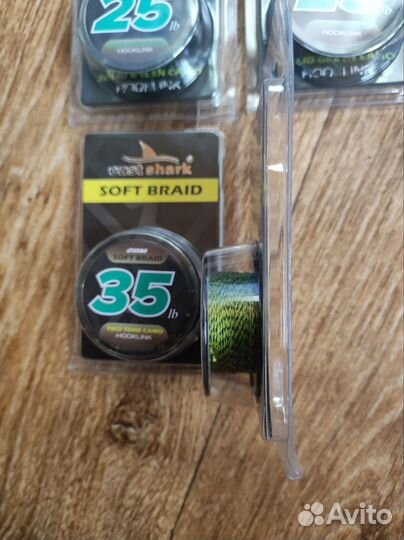 25 lb
HOOKLINK
HOOKLINK
east shark
SOFT BRAID
SOFT BRAID
35 lb
TWO TONE CAMO
HOOKLINK
Avito